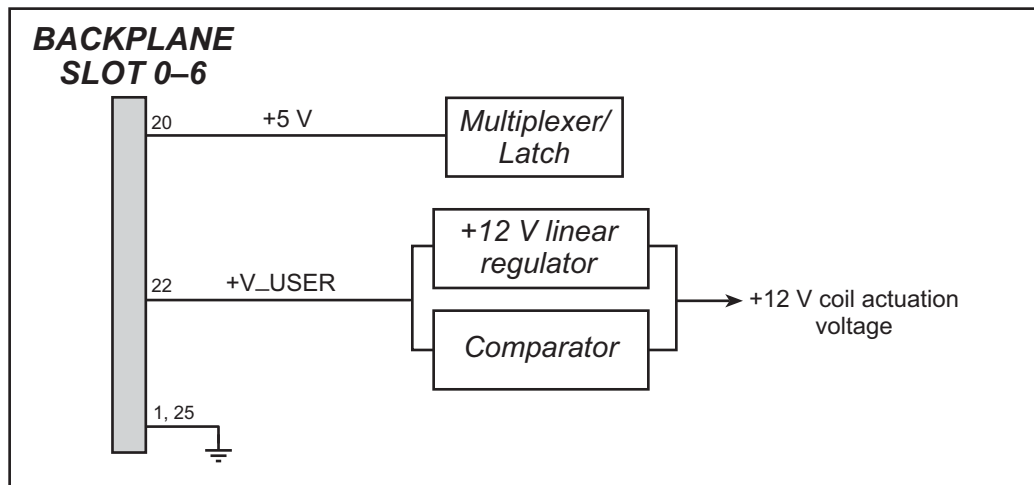 BACKPLANE
SLOT 0–6
20
+5 V
Multiplexer/
Latch
22
+V_USER
+12 V linear
regulator
Comparator
+12 V coil actuation
voltage
1, 25